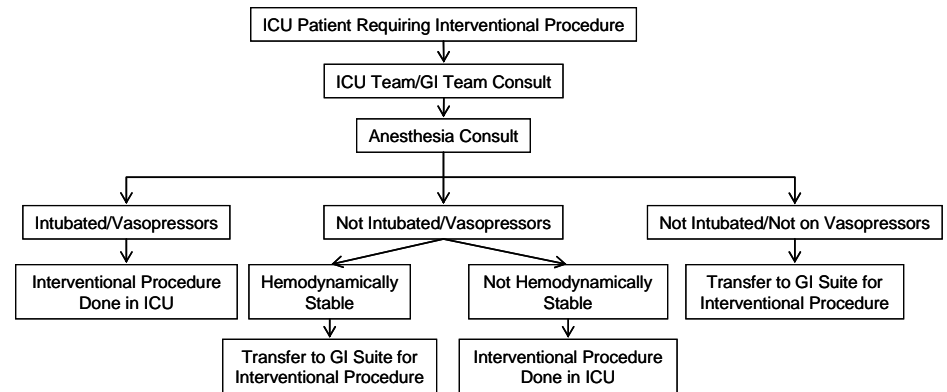 ICU Patient Requiring Interventional Procedure
ICU Team/GI Team Consult
Anesthesia Consult
Intubated/Vasopressors
Not Intubated/Vasopressors
Not Intubated/Not on Vasopressors
Interventional Procedure
Done in ICU
Hemodynamically
Stable
Not Hemodynamically
Stable
Transfer to GI Suite for
Interventional Procedure
Transfer to GI Suite for
Interventional Procedure
Interventional Procedure
Done in ICU